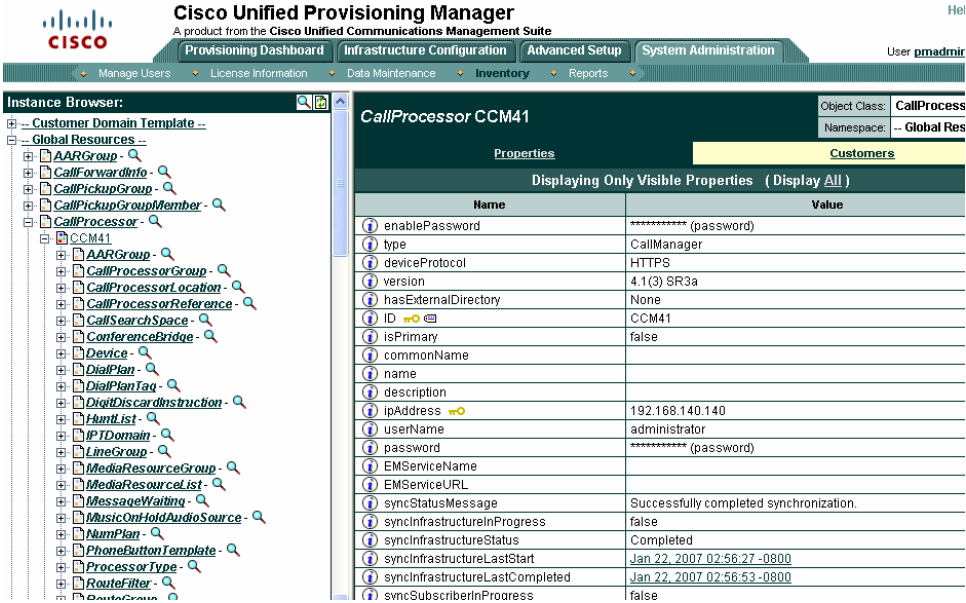 Cisco Unified Provisioning Manager
Hel
A product from the Cisco Unified Communications Management Suite
CISCO
Provisioning Dashboard
Infrastructure Configuration
Advanced Setup
System Administration
User pmadmin
Manage Users
License Information
Data Maintenance
Inventory
Reports
Instance Browser:
-- Customer Domain Template --
-- Global Resources --
AARGroup -
CallForwardInfo -
CallPickupGroup -
CallPickupGroupMember -
CallProcessor -
CCM41
AARGroup -
CallProcessorGroup -
CallProcessorLocation -
CallProcessorReference -
CallSearchSpace -
ConferenceBridge -
Device -
DialPlan -
DialPlanTag -
DigitDiscardInstruction -
HuntList -
IPTDomain -
LineGroup -
MediaResourceGroup -
MediaResourceList -
MessageWaiting -
MusicOnHoldAudioSource -
NumPlan -
PhoneButtonTemplate -
ProcessorType -
RouteFilter -
RouteGroup -
CallProcessor CCM41
Object Class: CallProcess
Namespace: -- Global Res
Properties
Customers
Displaying Only Visible Properties ( Display All )
Name Value
enablePassword *********** (password)
type CallManager
deviceProtocol HTTPS
version 4.1(3) SR3a
hasExternalDirectory None
ID CCM41
isPrimary false
commonName
name
description
ipAddress 192.168.140.140
userName administrator
password *********** (password)
EMServiceName
EMServiceURL
syncStatusMessage Successfully completed synchronization.
syncInfrastructureInProgress false
syncInfrastructureStatus Completed
syncInfrastructureLastStart Jan 22, 2007 02:56:27 -0800
syncInfrastructureLastCompleted Jan 22, 2007 02:56:53 -0800
syncSubscriberInProgress false